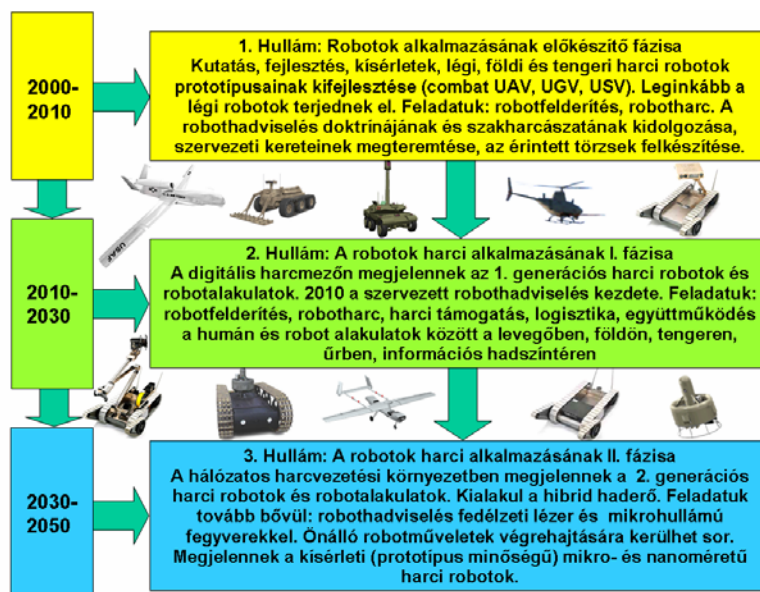 2000-
2010
1. Hullám: Robotok alkalmazásának előkészítő fázisa
Kutatás, fejlesztés, kísérletek, légi, földi és tengeri harci robotok
prototípusainak kifejlesztése (combat UAV, UGV, USV). Leginkább a
légi robotok terjednek el. Feladatuk: robotfelderítés, robotharc. A
robothadviselés doktrínájának és szakharcászatának kidolgozása,
szervezeti kereteinek megteremtése, az érintett törzsek felkészítése.
USAF
2010-
2030
2. Hullám: A robotok harci alkalmazásának I. fázisa
A digitális harcmezőn megjelennek az 1. generációs harci robotok és
robotalakulatok. 2010 a szervezett robothadviselés kezdete. Feladatuk:
robotfelderítés, robotharc, harci támogatás, logisztika, együttműködés
a humán és robot alakulatok között a levegőben, földön, tengeren,
űrben, információs hadszíntéren
2030-
2050
3. Hullám: A robotok harci alkalmazásának II. fázisa
A hálózatos harcvezetési környezetben megjelennek a 2. generációs
harci robotok és robotalakulatok. Kialakul a hibrid haderő. Feladatuk
tovább bővül: robothadviselés fedélzeti lézer és mikrohullámú
fegyverekkel. Önálló robotműveletek végrehajtására kerülhet sor.
Megjelennek a kísérleti (prototípus minőségű) mikro- és nanoméretű
harci robotok.